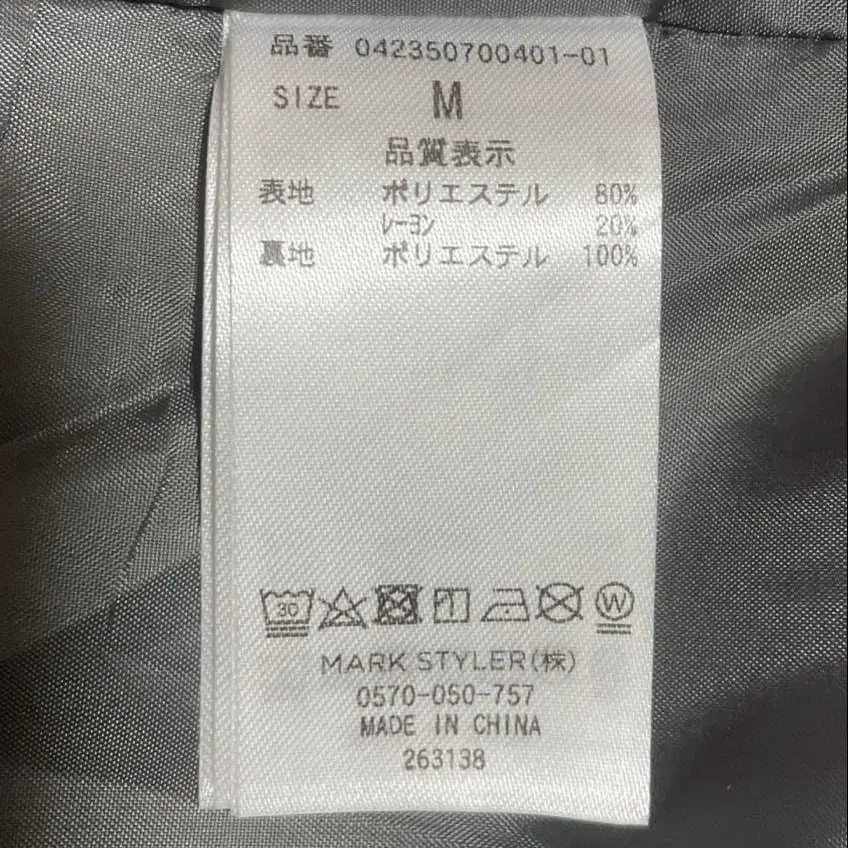 品番 042350700401-01
SIZE M
品質表示
表地 ポリエステル 80%
レーヨン 20%
裏地 ポリエステル 100%
30 W
MARK STYLER(株)
0570-050-757
MADE IN CHINA
263138